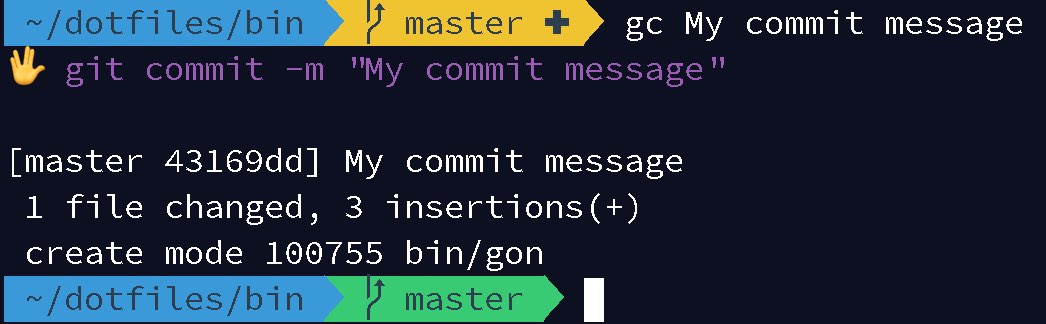 ~/dotfiles/bin master ✚ gc My commit message
🖖 git commit -m "My commit message"
[master 43169dd] My commit message
1 file changed, 3 insertions(+)
create mode 100755 bin/gon
~/dotfiles/bin master